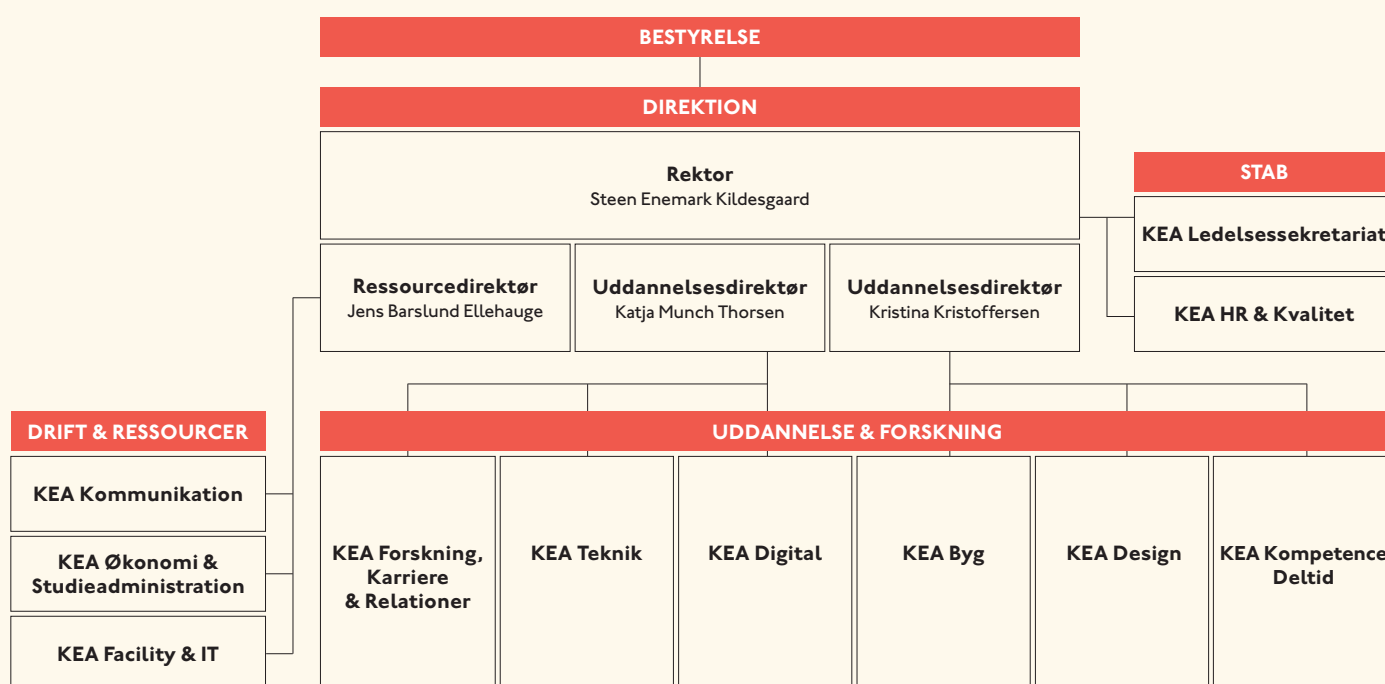 BESTYRELSE
DIREKTION
Rektor
Steen Enemark Kildesgaard
STAB
KEA Ledelsessekretariat
KEA HR & Kvalitet
Ressourcedirektør
Jens Barslund Ellehauge
Uddannelsesdirektør
Katja Munch Thorsen
Uddannelsesdirektør
Kristina Kristoffersen
DRIFT & RESSOURCER
KEA Kommunikation
KEA Økonomi &
Studieadministration
KEA Facility & IT
UDDANNELSE & FORSKNING
KEA Forskning,
Karriere
& Relationer
KEA Teknik
KEA Digital
KEA Byg
KEA Design
KEA Kompetence
Deltid